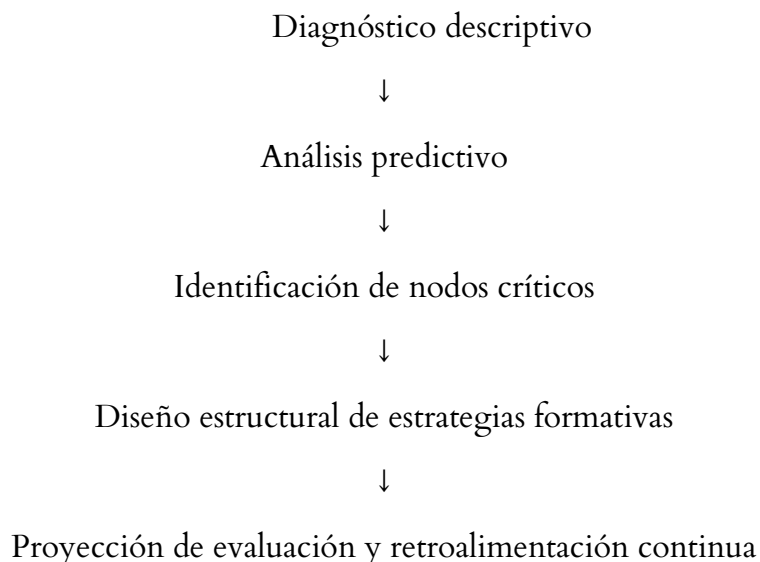 Diagnóstico descriptivo
↓
Análisis predictivo
↓
Identificación de nodos críticos
↓
Diseño estructural de estrategias formativas
↓
Proyección de evaluación y retroalimentación continua